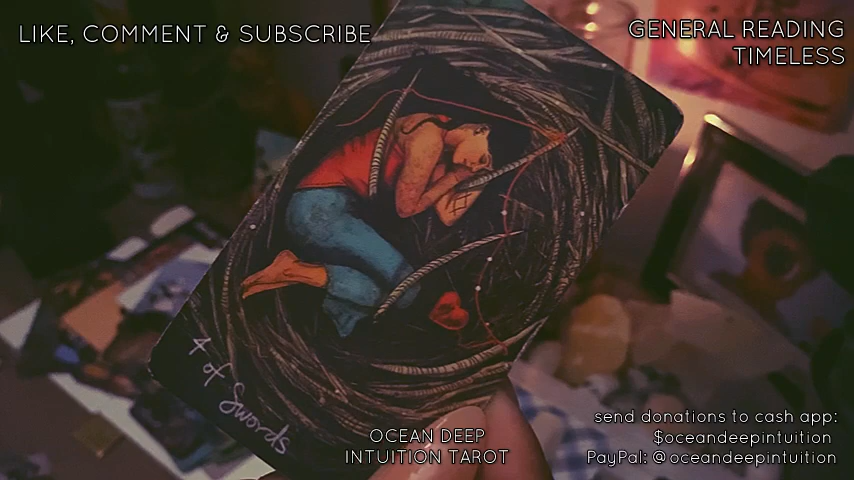 LIKE, COMMENT & SUBSCRIBE
GENERAL READING
TIMELESS
4 of Swords
OCEAN DEEP
INTUITION TAROT
send donations to cash app:
$oceandeepintuition
PayPal: @oceandeepintuition